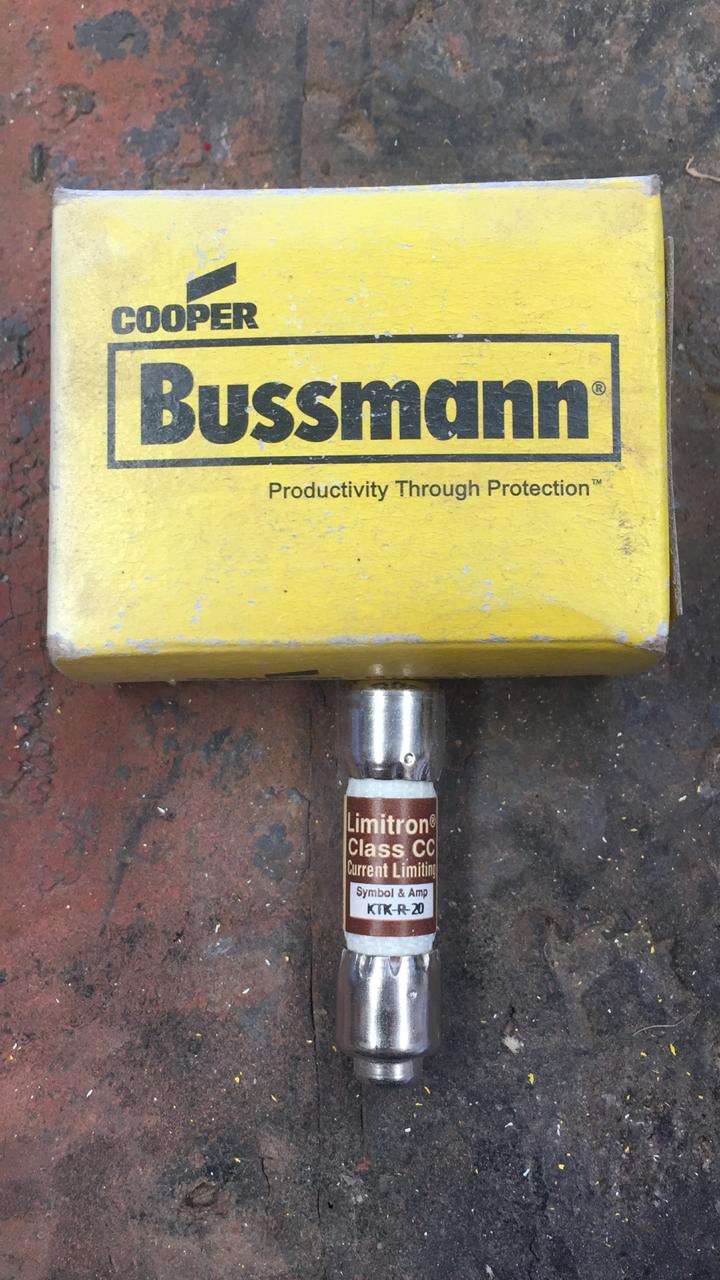 COOPER
Bussmann®
Productivity Through Protection™
Limitron®
Class CC
Current Limiting
Symbol & Amp
KTK-R-20